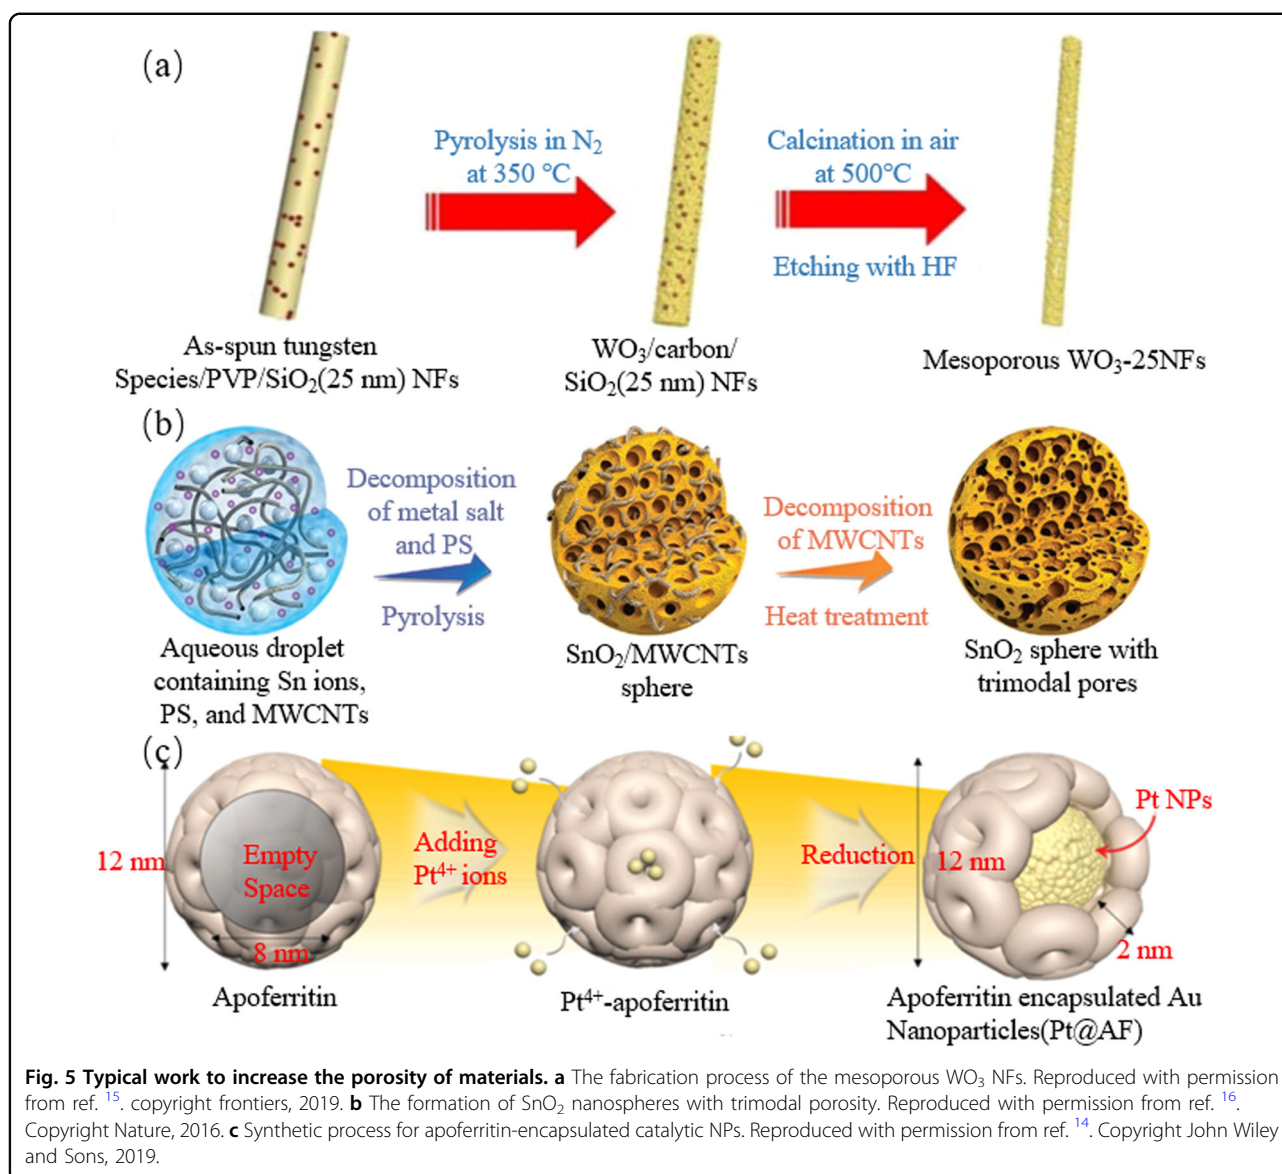 (a)
Pyrolysis in N₂
at 350 °C
Calcination in air
at 500°C
Etching with HF
As-spun tungsten
Species/PVP/SiO₂(25 nm) NFs
WO₃/carbon/
SiO₂(25 nm) NFs
Mesoporous WO₃-25NFs
(b)
Decomposition
of metal salt
and PS
Pyrolysis
Decomposition
of MWCNTs
Heat treatment
Aqueous droplet
containing Sn ions,
PS, and MWCNTs
SnO₂/MWCNTs
sphere
SnO₂ sphere with
trimodal pores
(c)
12 nm
Empty
Space
8 nm
Adding
Pt⁴⁺ ions
Reduction
12 nm
Pt NPs
2 nm
Apoferritin
Pt⁴⁺-apoferritin
Apoferritin encapsulated Au
Nanoparticles(Pt@AF)
Fig. 5 Typical work to increase the porosity of materials. a The fabrication process of the mesoporous WO₃ NFs. Reproduced with permission
from ref. ¹⁵. copyright frontiers, 2019. b The formation of SnO₂ nanospheres with trimodal porosity. Reproduced with permission from ref. ¹⁶.
Copyright Nature, 2016. c Synthetic process for apoferritin-encapsulated catalytic NPs. Reproduced with permission from ref. ¹⁴. Copyright John Wiley
and Sons, 2019.